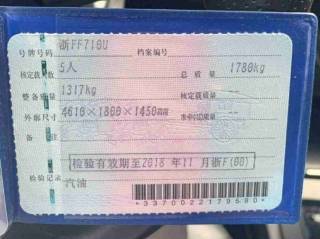 号牌号码 浙FF710U 档案编号
核定载人数 5人 总质量 1780kg
整备质量 1317kg 核定载质量 --
外廓尺寸 4610×1800×1450mm 准牵引总质量 --
备注
检验有效期至2018年11月浙F(00)
检验记录 汽油
*3370022179580*